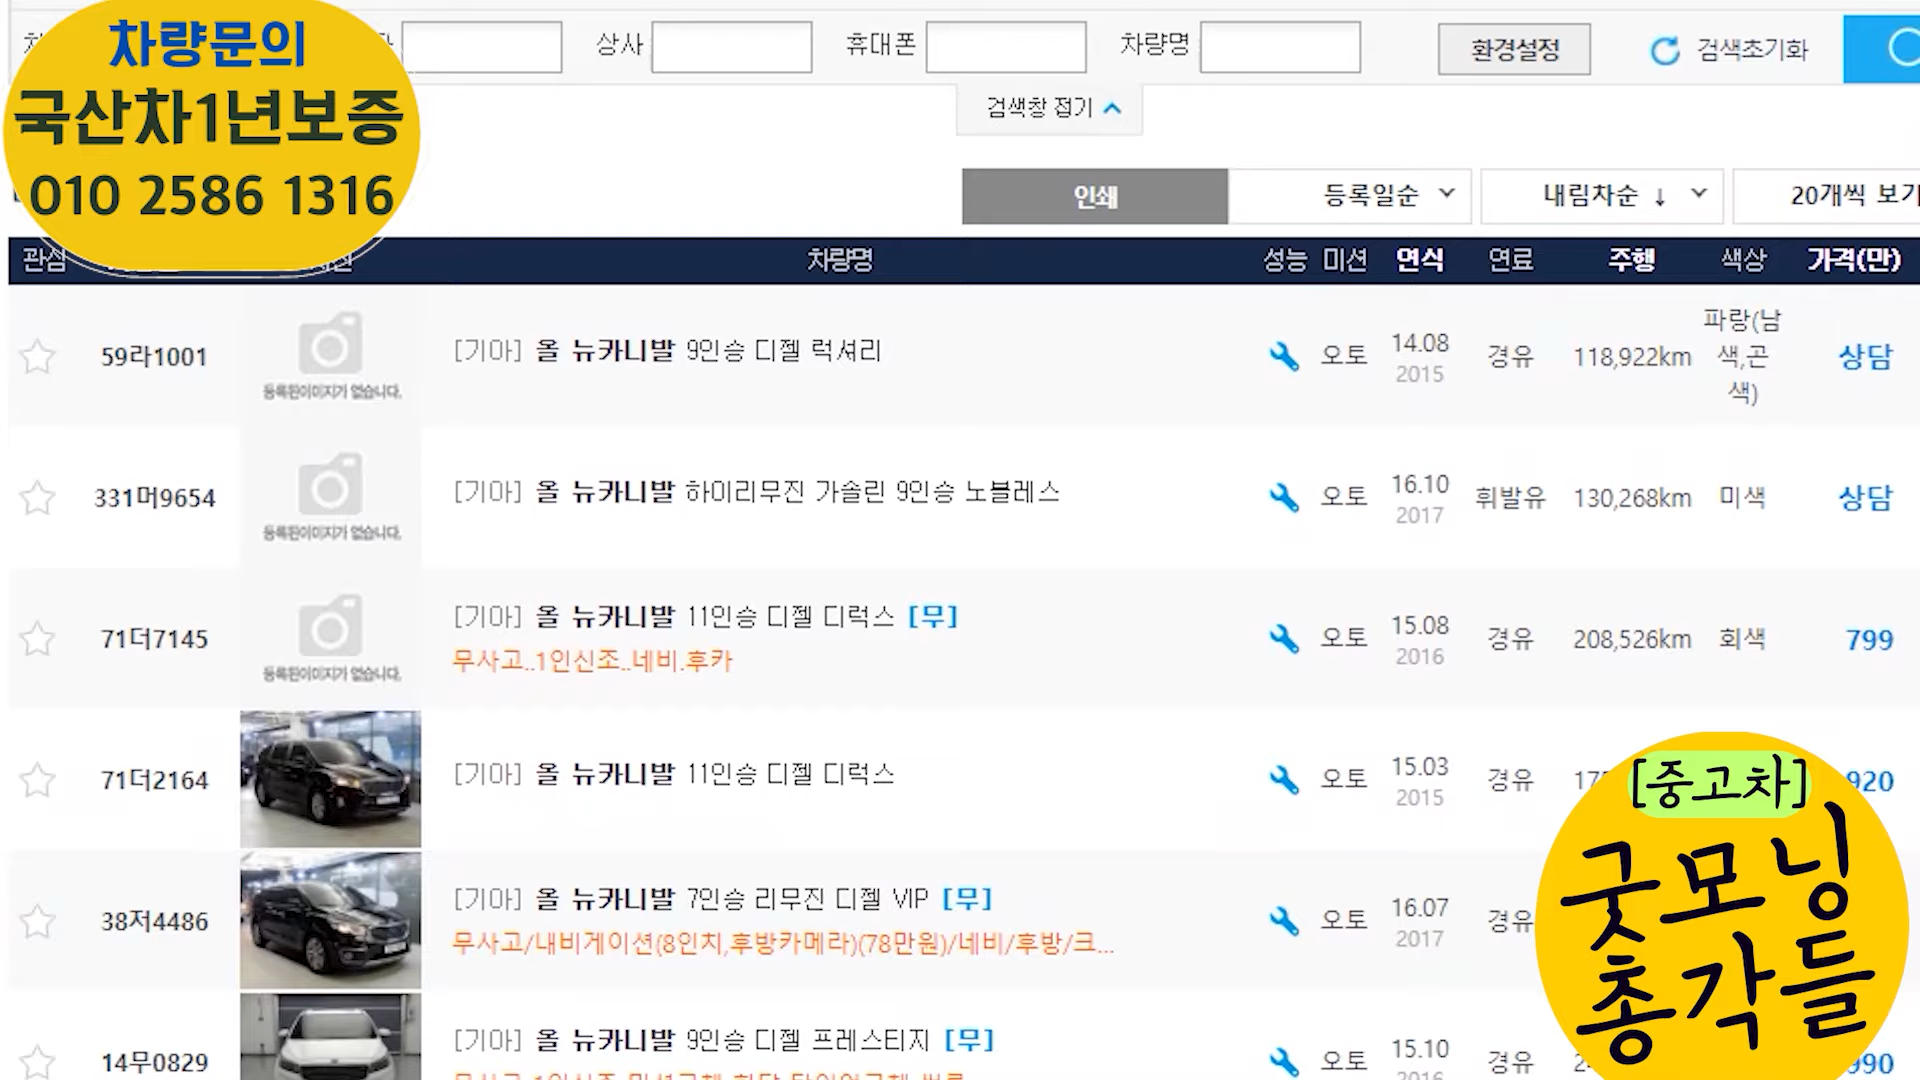 차량문의
국산차1년보증
010 2586 1316
상사
휴대폰
차량명
환경설정
검색초기화
검색창 접기
인쇄
등록일순
내림차순 ↓
20개씩 보기
관심
차량명
성능 미션 연식 연료 주행 색상 가격(만)
59라1001
등록된이미지가 없습니다.
[기아] 올 뉴카니발 9인승 디젤 럭셔리
오토
14.08
2015
경유
118,922km
파랑(남
색,곤
색)
상담
331머9654
등록된이미지가 없습니다.
[기아] 올 뉴카니발 하이리무진 가솔린 9인승 노블레스
오토
16.10
2017
휘발유
130,268km
미색
상담
71더7145
등록된이미지가 없습니다.
[기아] 올 뉴카니발 11인승 디젤 디럭스 [무]
무사고..1인신조..네비.후카
오토
15.08
2016
경유
208,526km
회색
799
71더2164
[기아] 올 뉴카니발 11인승 디젤 디럭스
오토
15.03
2015
경유
920
38저4486
[기아] 올 뉴카니발 7인승 리무진 디젤 VIP [무]
무사고/내비게이션(8인치,후방카메라)(78만원)/네비/후방/크...
오토
16.07
2017
경유
14무0829
[기아] 올 뉴카니발 9인승 디젤 프레스티지 [무]
오토
15.10
경유
990
[중고차]
굿모닝
총각들